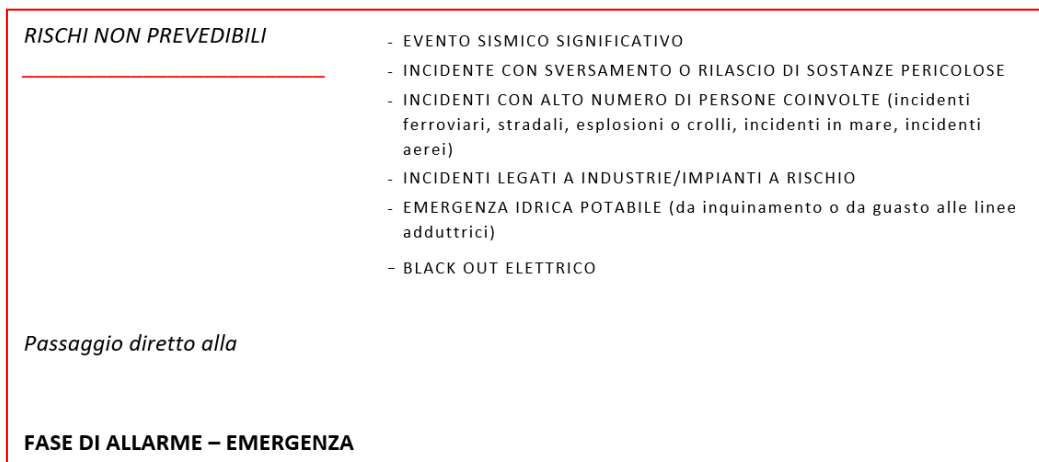 RISCHI NON PREVEDIBILI
- EVENTO SISMICO SIGNIFICATIVO
- INCIDENTE CON SVERSAMENTO O RILASCIO DI SOSTANZE PERICOLOSE
- INCIDENTI CON ALTO NUMERO DI PERSONE COINVOLTE (incidenti
ferroviari, stradali, esplosioni o crolli, incidenti in mare, incidenti
aerei)
- INCIDENTI LEGATI A INDUSTRIE/IMPIANTI A RISCHIO
- EMERGENZA IDRICA POTABILE (da inquinamento o da guasto alle linee
adduttrici)
– BLACK OUT ELETTRICO
Passaggio diretto alla
FASE DI ALLARME – EMERGENZA